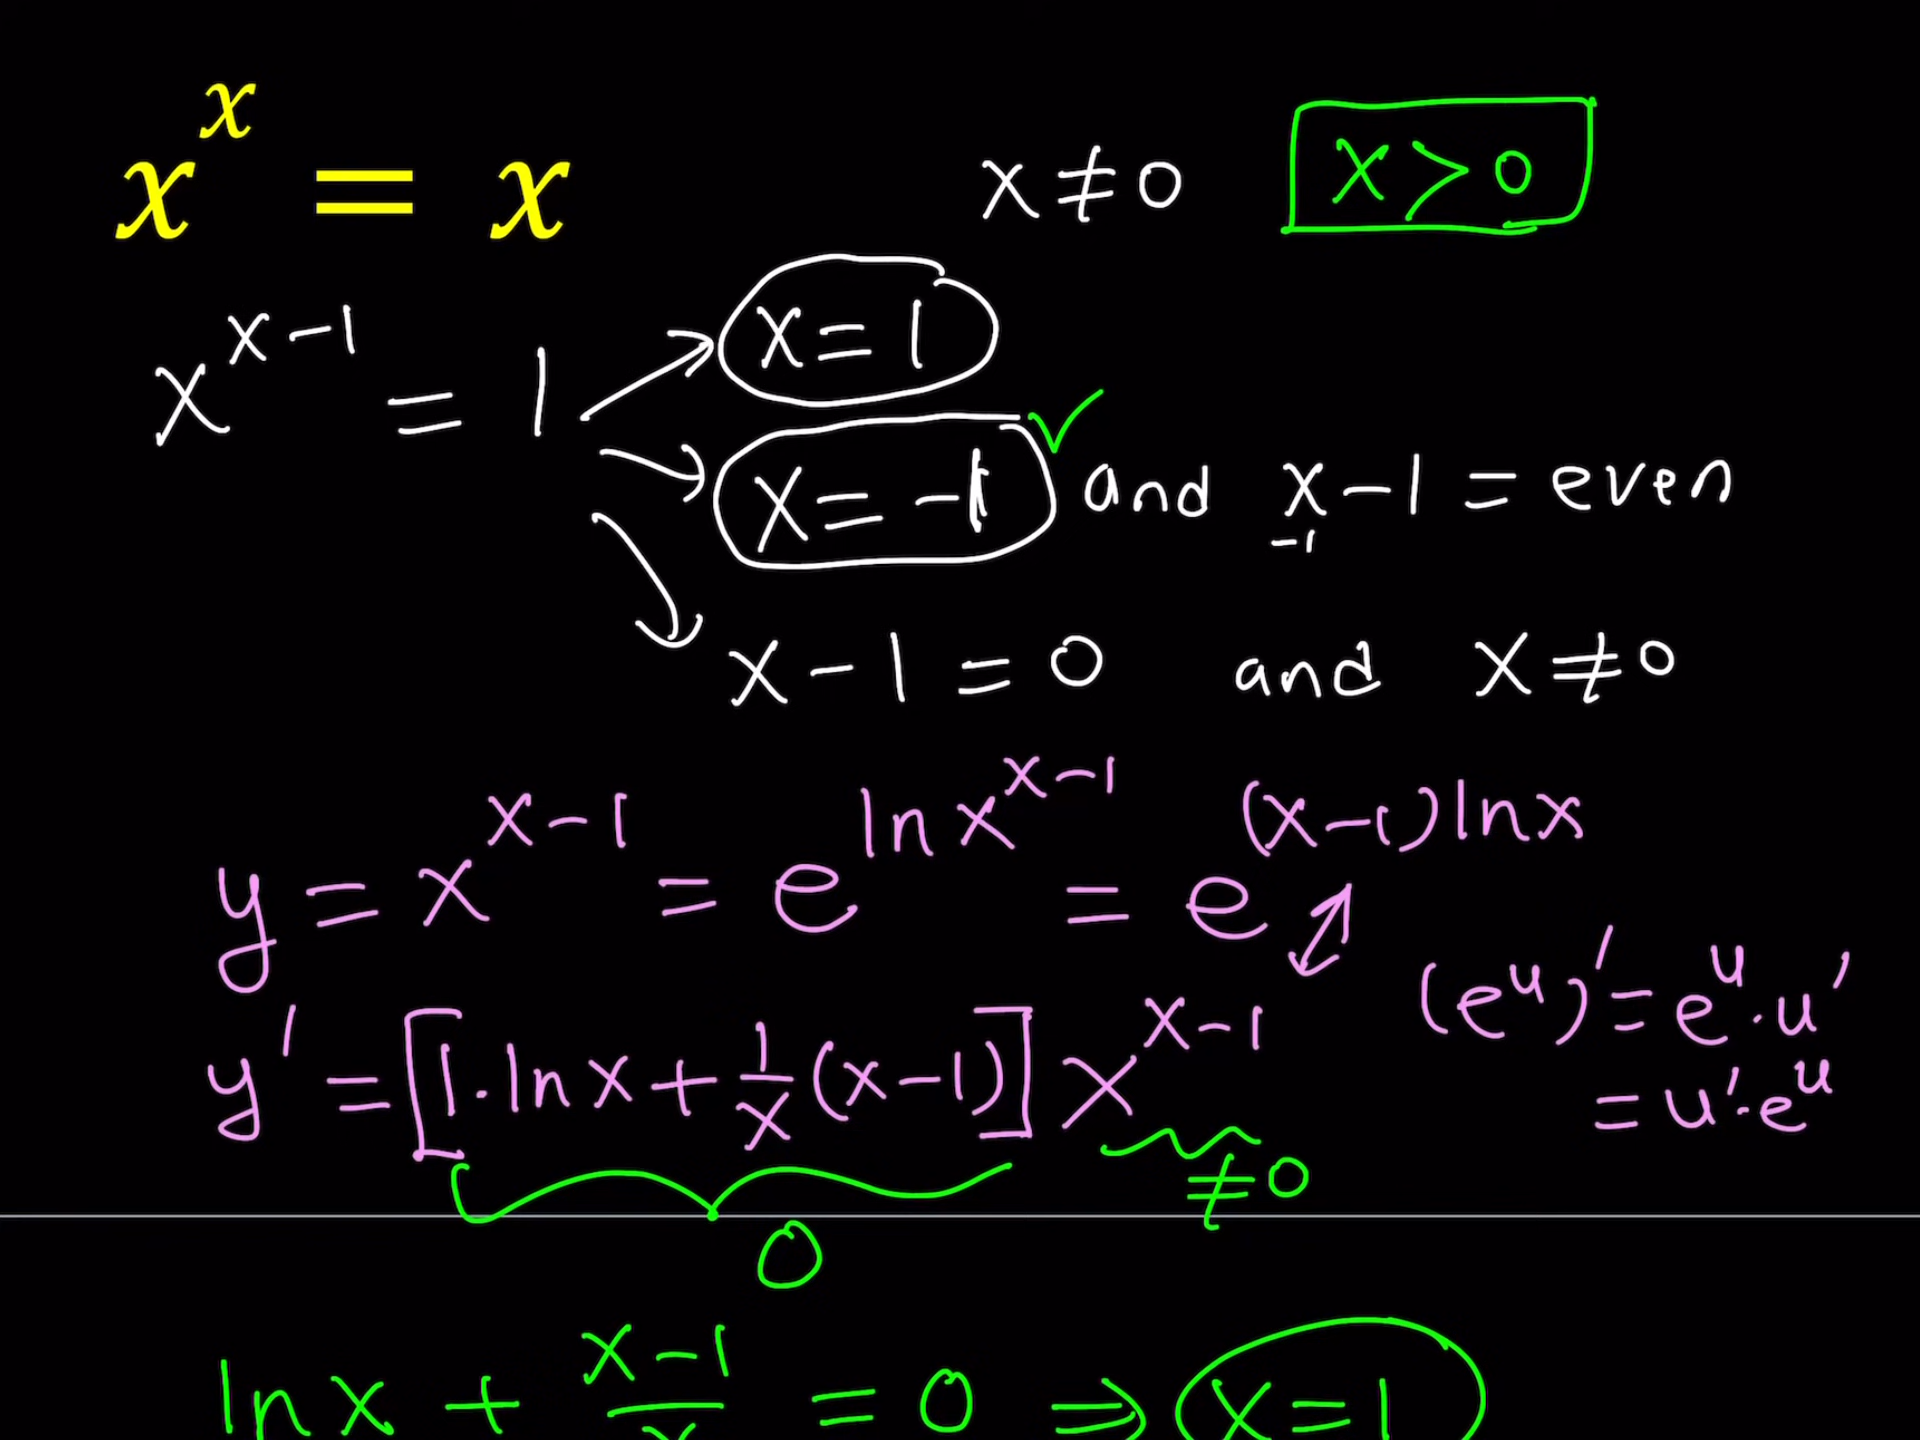 x^x = x x ≠ 0 x > 0
x^{x-1} = 1 x = 1
x = -1 ✓ and x - 1 = even
-1
x - 1 = 0 and x ≠ 0
y = x^{x-1} = e^{ln x^{x-1}} = e^{(x-1) ln x}
(e^u)' = e^u · u'
y' = [1 · ln x + 1/x (x-1)] x^{x-1} = u' · e^u
≠ 0
0
ln x + (x-1)/x = 0 ⇒ x = 1